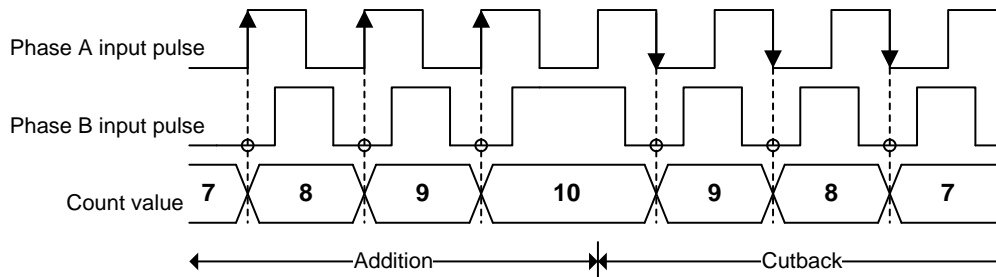 Phase A input pulse
Phase B input pulse
Count value
7 8 9 10 9 8 7
Addition Cutback